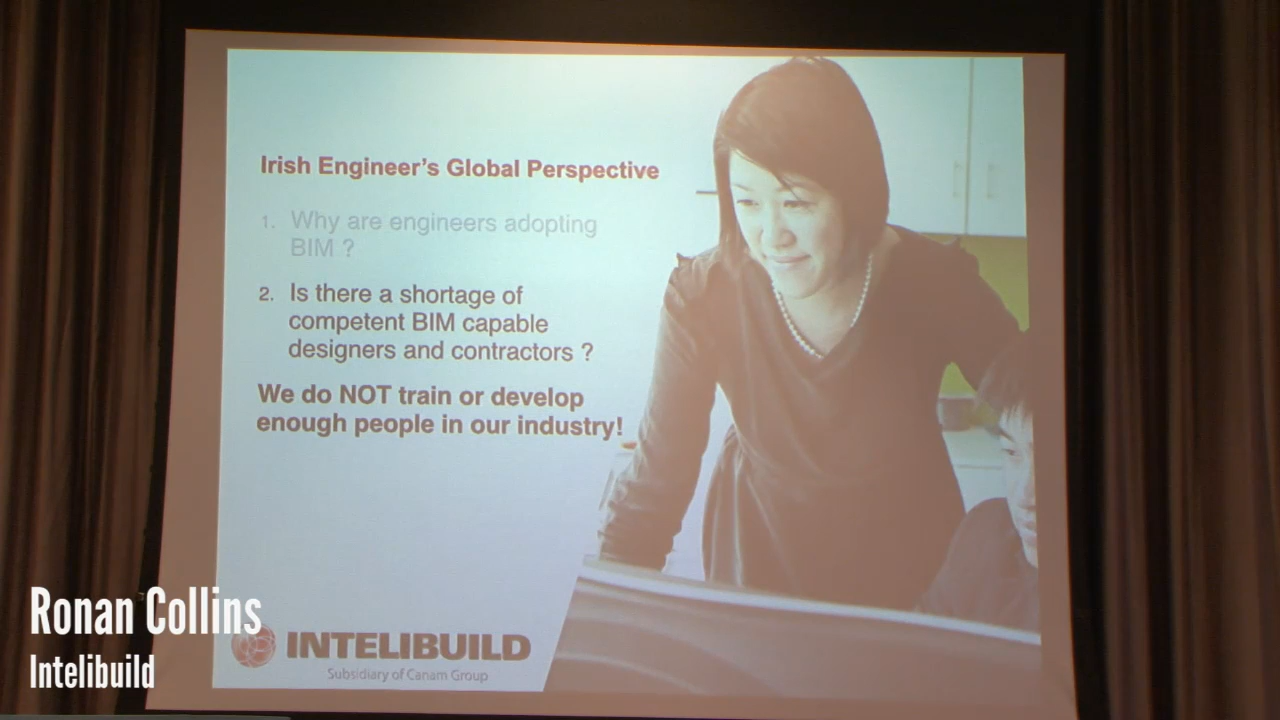 Irish Engineer's Global Perspective
1. Why are engineers adopting
BIM ?
2. Is there a shortage of
competent BIM capable
designers and contractors ?
We do NOT train or develop
enough people in our industry!
Ronan Collins
INTELIBUILD
Intelibuild
Subsidiary of Canam Group